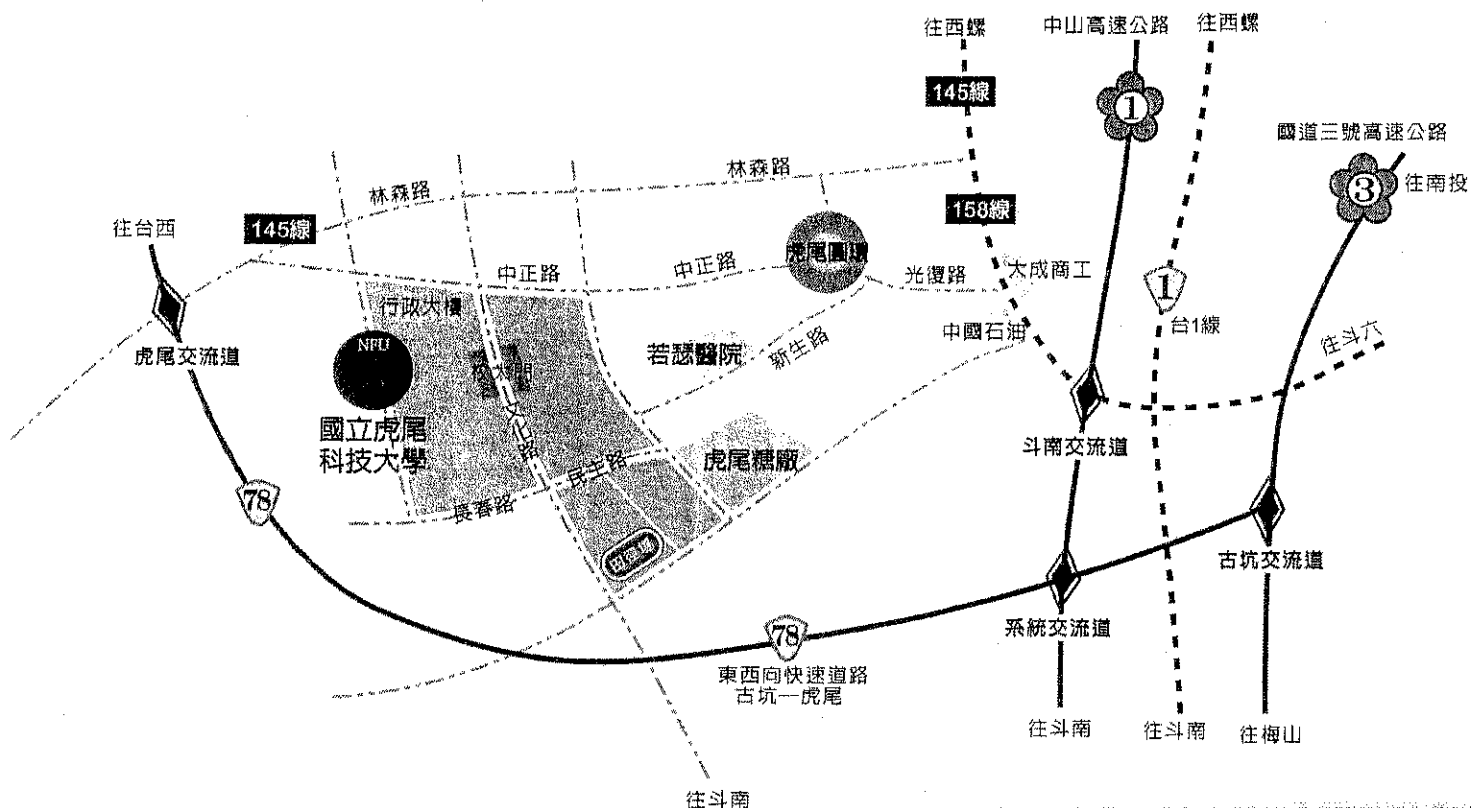 往西螺
中山高速公路
往西螺
145線
1
國道三號高速公路
3
往南投
林森路
林森路
158線
145線
往台西
虎尾圓環
中正路
中正路
光復路
大成商工
1
台1線
行政大樓
中國石油
往斗六
虎尾交流道
NFU
若瑟醫院
新生路
國立虎尾
科技大學
文化路
斗南交流道
虎尾糖廠
民主路
長春路
78
古坑交流道
系統交流道
78
東西向快速道路
古坑—虎尾
往斗南
往斗南
往梅山
往斗南